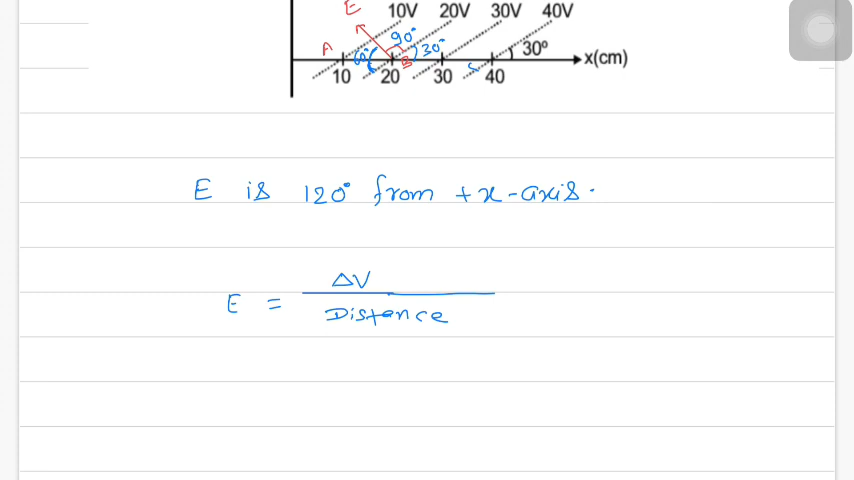 E
10V 20V 30V 40V
A 60° 90° 30° B 30°
x(cm)
10 20 30 40
E is 120° from +x-axis.
E = ΔV
Distance